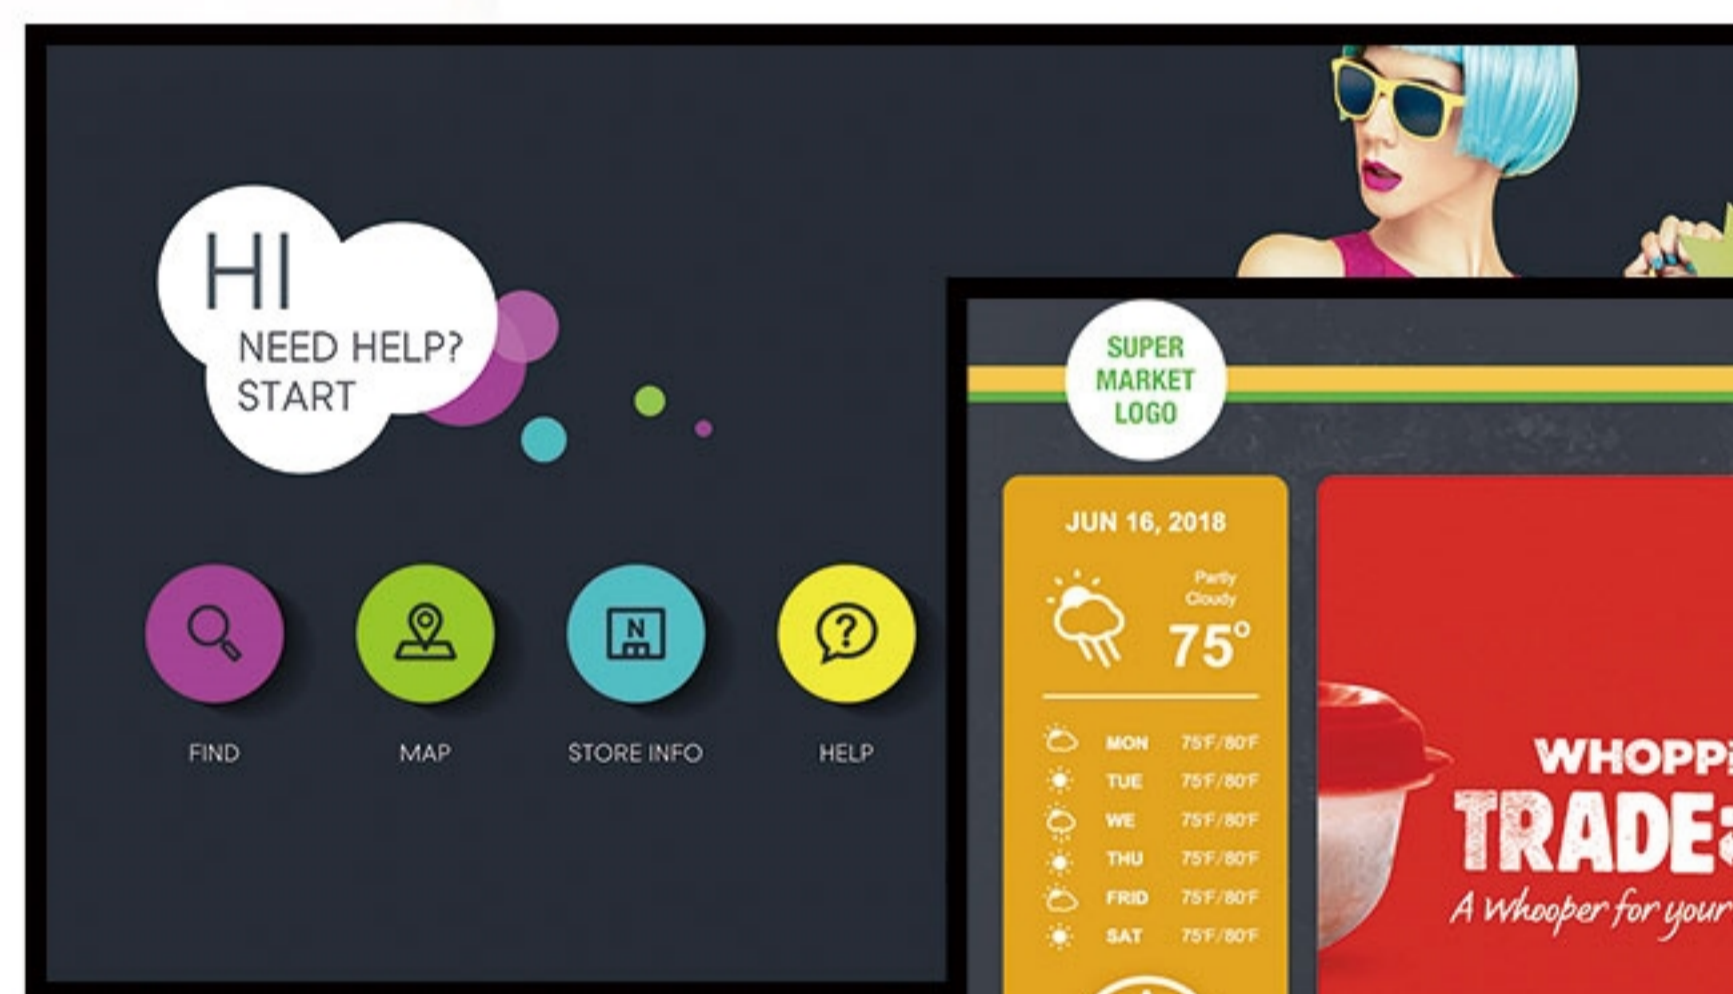 HI
NEED HELP?
START
FIND
MAP
STORE INFO
N
HELP
SUPER
MARKET
LOGO
JUN 16, 2018
Partly
Cloudy
75°
MON 75°F/80°F
TUE 75°F/80°F
WE 75°F/80°F
THU 75°F/80°F
FRID 75°F/80°F
SAT 75°F/80°F
TRADE
A Whooper for your